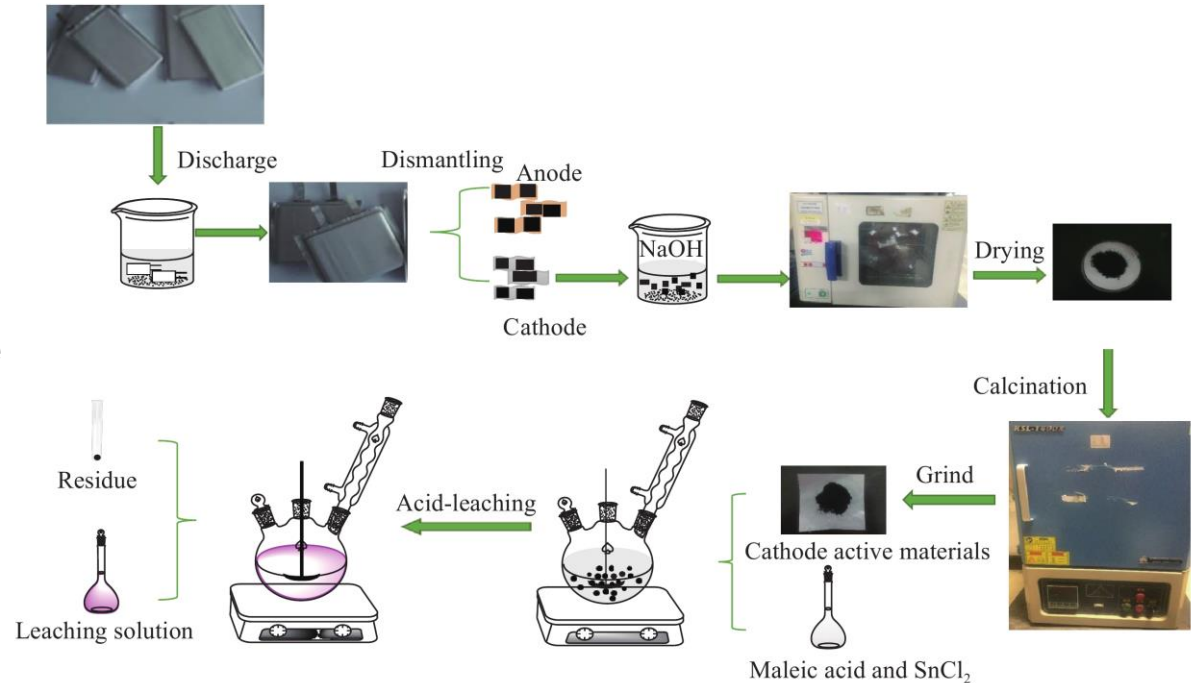 Discharge
Dismantling
Anode
Cathode
NaOH
Drying
Calcination
Grind
Cathode active materials
Maleic acid and SnCl₂
Acid-leaching
Residue
Leaching solution